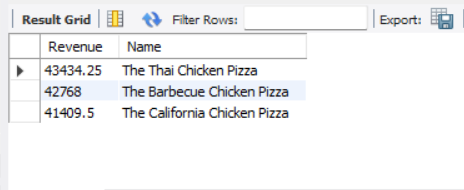 Result Grid Filter Rows: Export:
Revenue Name
43434.25 The Thai Chicken Pizza
42768 The Barbecue Chicken Pizza
41409.5 The California Chicken Pizza